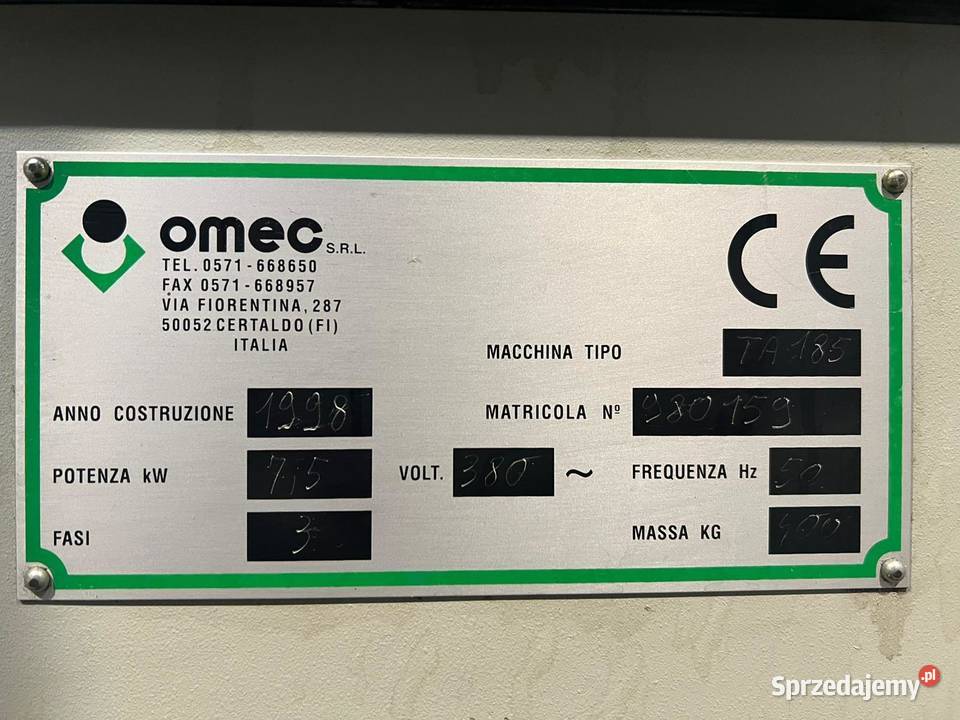 omec S.R.L.
TEL. 0571-668650
FAX 0571-668957
VIA FIORENTINA, 287
50052 CERTALDO (FI)
ITALIA
CE
MACCHINA TIPO TA 185
ANNO COSTRUZIONE 1998 MATRICOLA Nº 980159
POTENZA kW 7,5 VOLT. 380 ~ FREQUENZA Hz 50
FASI 3 MASSA KG 400
Sprzedajemy.pl